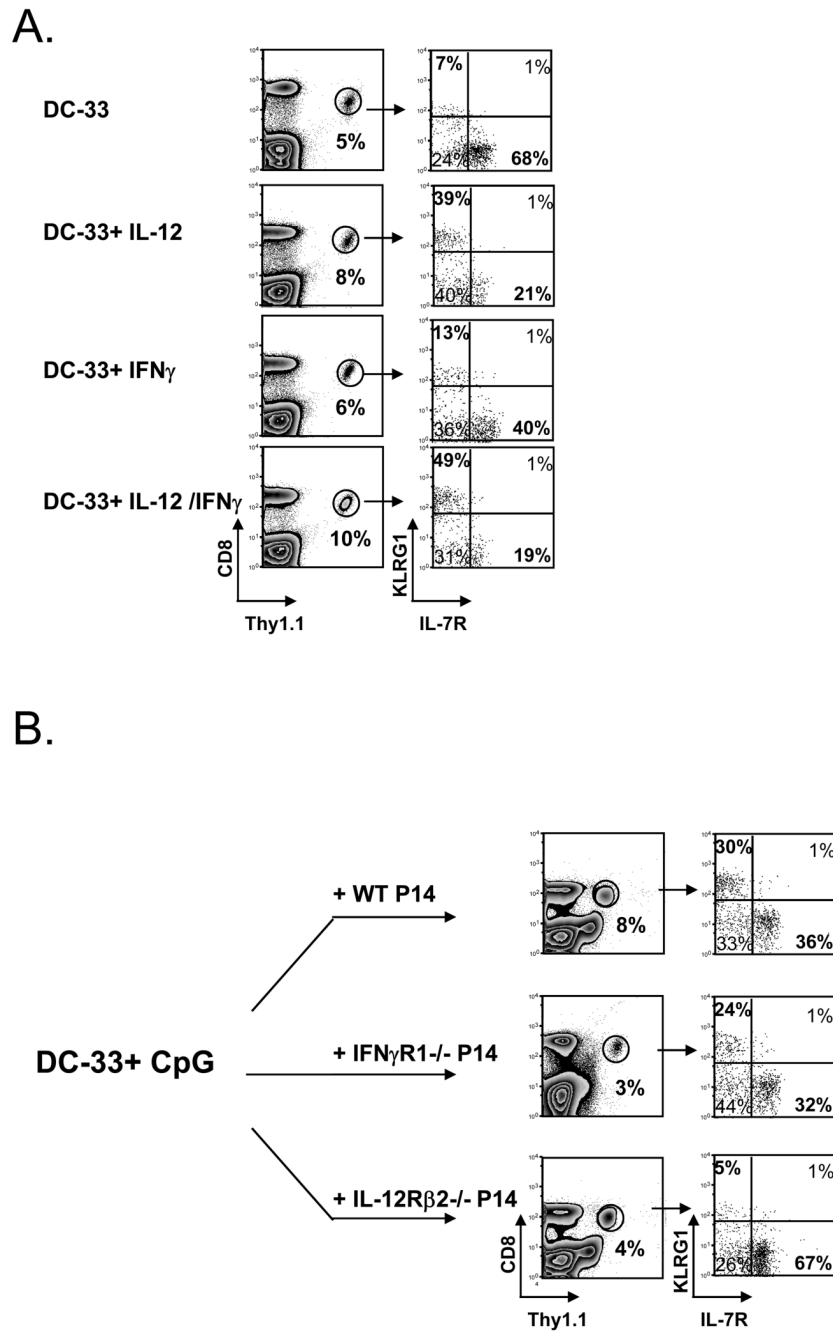 A.
DC-33
5%
7%
1%
24%
68%
DC-33+ IL-12
8%
39%
1%
40%
21%
DC-33+ IFNγ
6%
13%
1%
36%
40%
DC-33+ IL-12 /IFNγ
10%
49%
1%
31%
19%
CD8
Thy1.1
KLRG1
IL-7R
B.
DC-33+ CpG
+ WT P14
8%
30%
1%
33%
36%
+ IFNγR1-/- P14
3%
24%
1%
44%
32%
+ IL-12Rβ2-/- P14
4%
5%
1%
26%
67%
CD8
Thy1.1
KLRG1
IL-7R